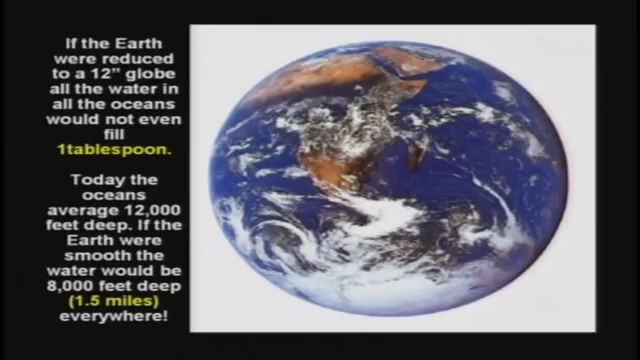 If the Earth
were reduced
to a 12” globe
all the water in
all the oceans
would not even
fill
1tablespoon.
Today the
oceans
average 12,000
feet deep. If the
Earth were
smooth the
water would be
8,000 feet deep
(1.5 miles)
everywhere!